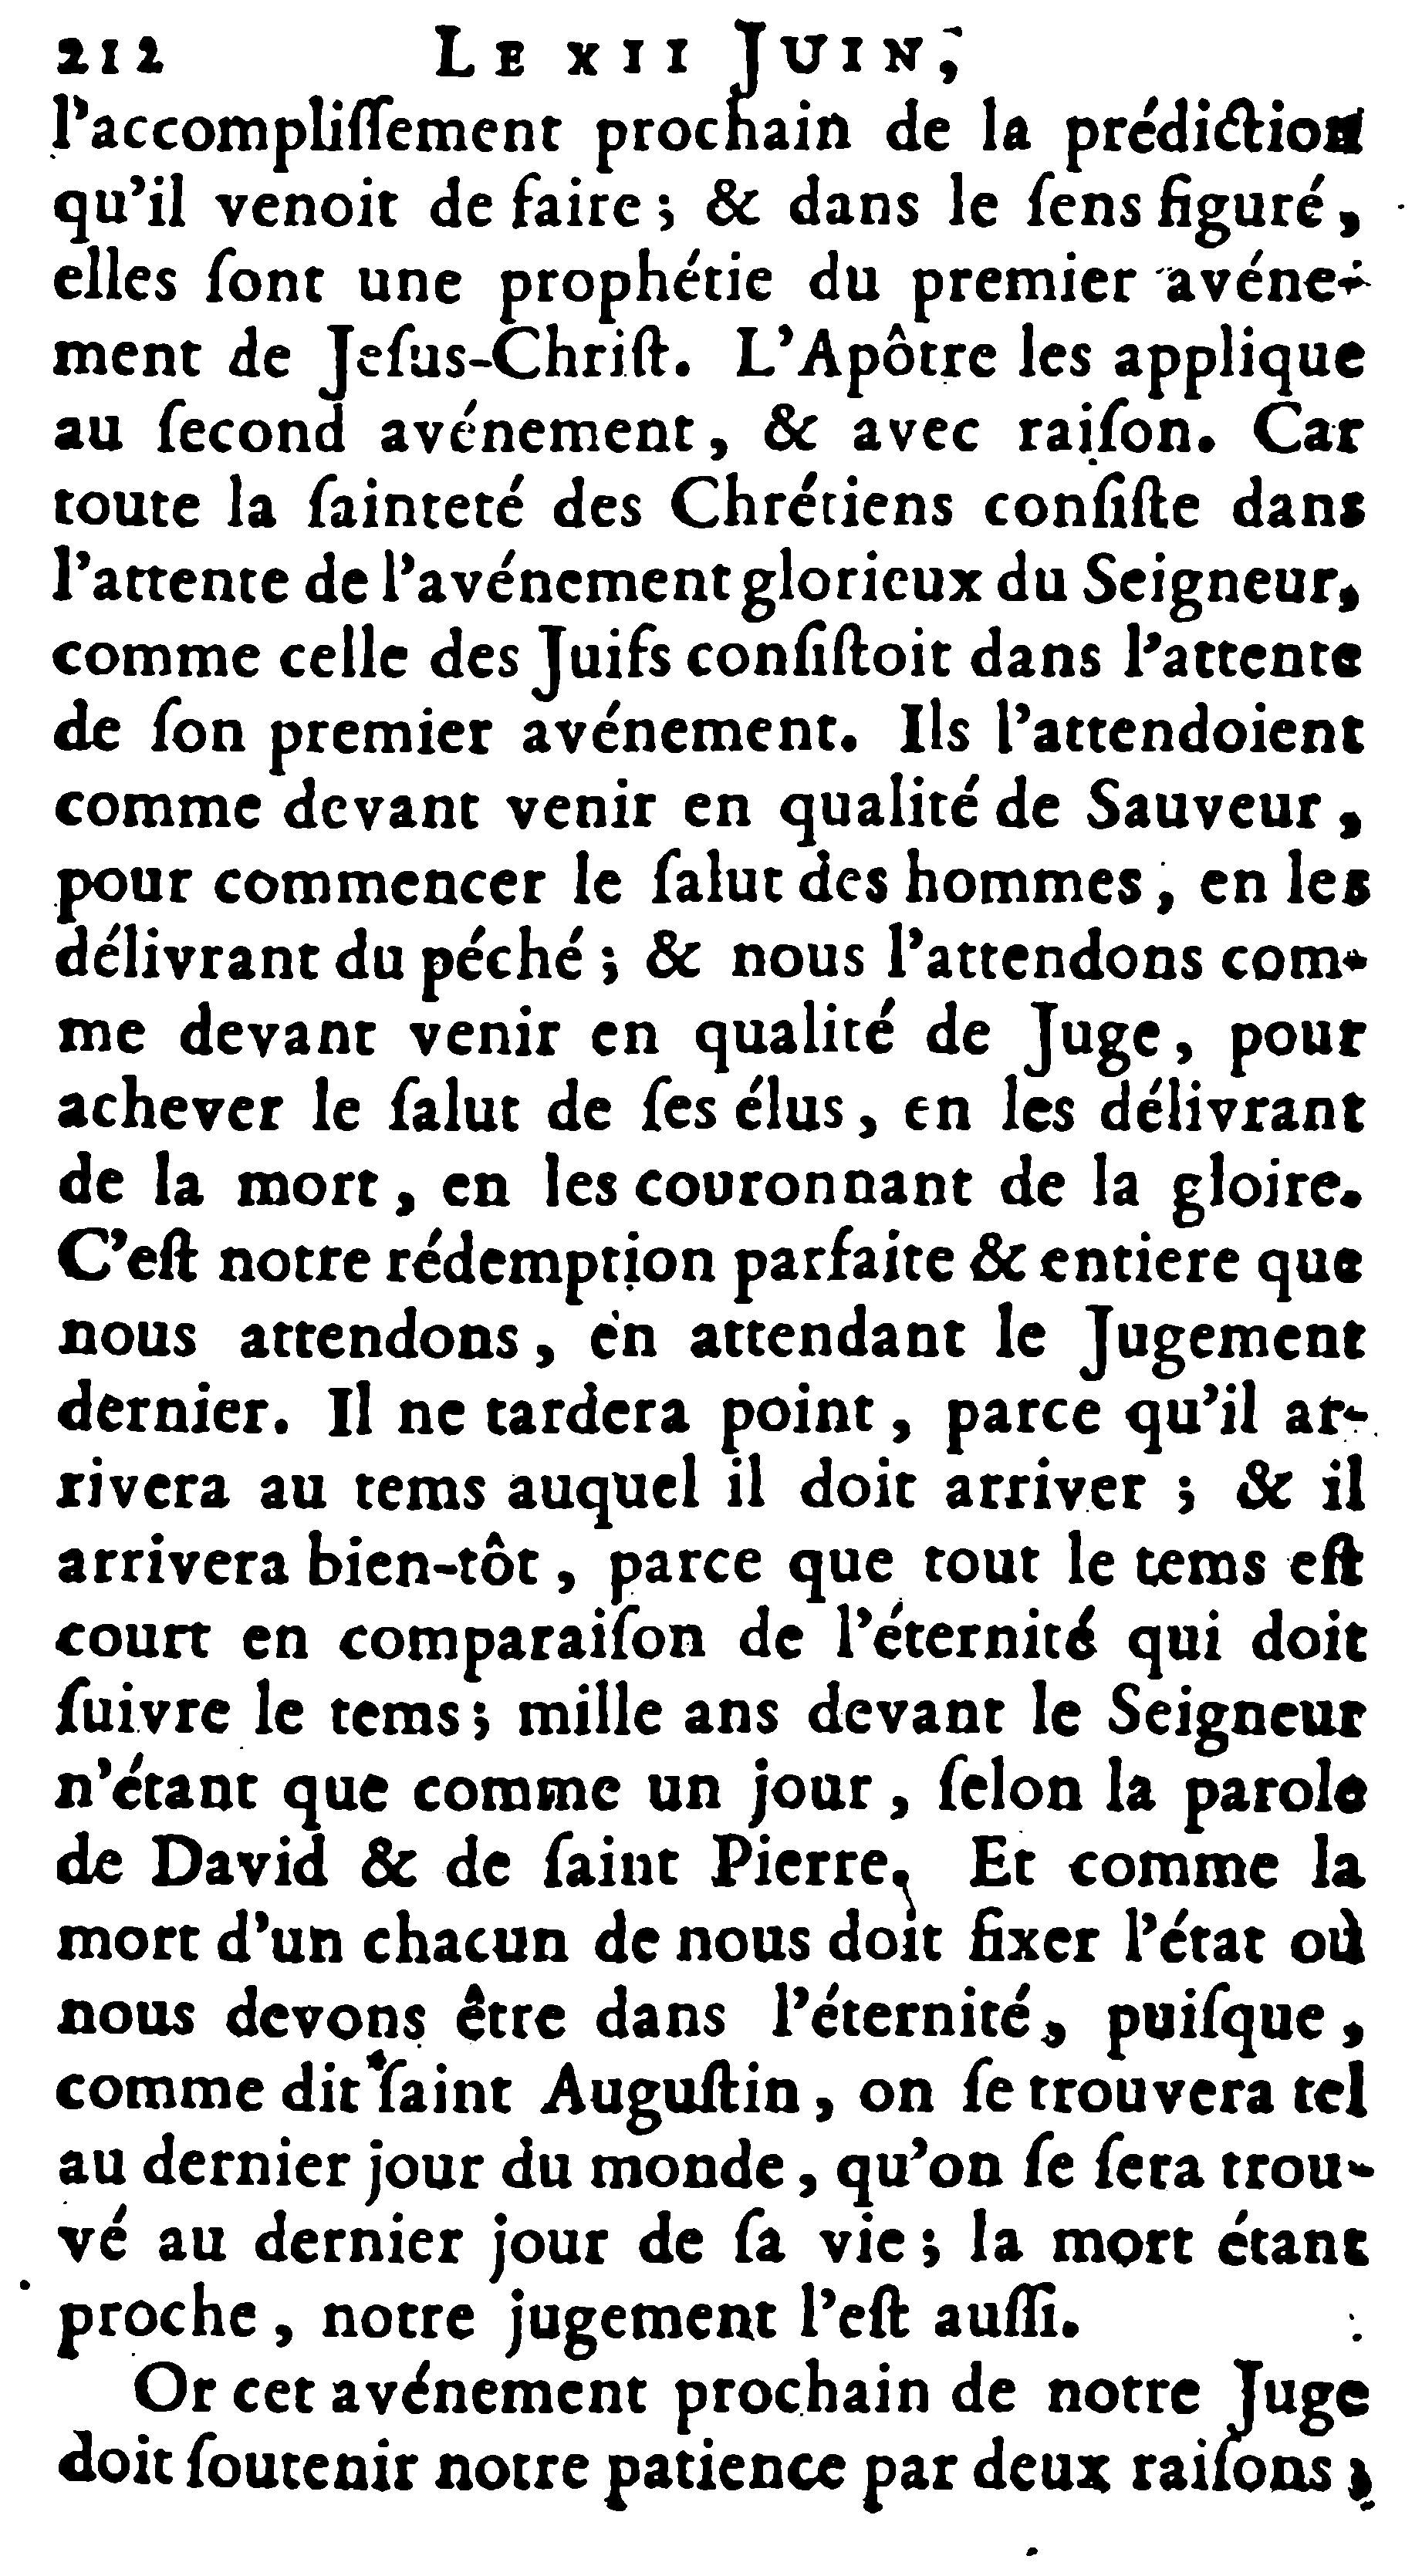 212 LE XII JUIN,
l'accompliſſement prochain de la prédiction
qu'il venoit de faire ; & dans le ſens figuré,
elles ſont une prophétie du premier avéne-
ment de Jeſus-Chriſt. L'Apôtre les applique
au ſecond avénement, & avec raiſon. Car
toute la ſainteté des Chrétiens conſiſte dans
l'attente de l'avénement glorieux du Seigneur,
comme celle des Juifs conſiſtoit dans l'attente
de ſon premier avénement. Ils l'attendoient
comme devant venir en qualité de Sauveur,
pour commencer le ſalut des hommes, en les
délivrant du péché ; & nous l'attendons com-
me devant venir en qualité de Juge, pour
achever le ſalut de ſes élus, en les délivrant
de la mort, en les couronnant de la gloire.
C'eſt notre rédemption parfaite & entiere que
nous attendons, en attendant le Jugement
dernier. Il ne tardera point, parce qu'il ar-
rivera au tems auquel il doit arriver ; & il
arrivera bien-tôt, parce que tout le tems eſt
court en comparaiſon de l'éternité qui doit
ſuivre le tems ; mille ans devant le Seigneur
n'étant que comme un jour, ſelon la parole
de David & de ſaint Pierre. Et comme la
mort d'un chacun de nous doit fixer l'état où
nous devons être dans l'éternité, puiſque,
comme dit ſaint Auguſtin, on ſe trouvera tel
au dernier jour du monde, qu'on ſe ſera trou-
vé au dernier jour de ſa vie ; la mort étant
proche, notre jugement l'eſt auſſi.
Or cet avénement prochain de notre Juge
doit ſoutenir notre patience par deux raiſons ;